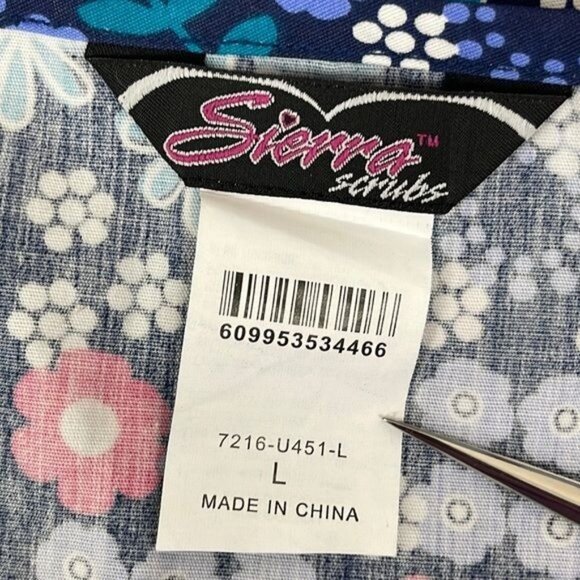 Sierra™
scrubs
609953534466
7216-U451-L
L
MADE IN CHINA